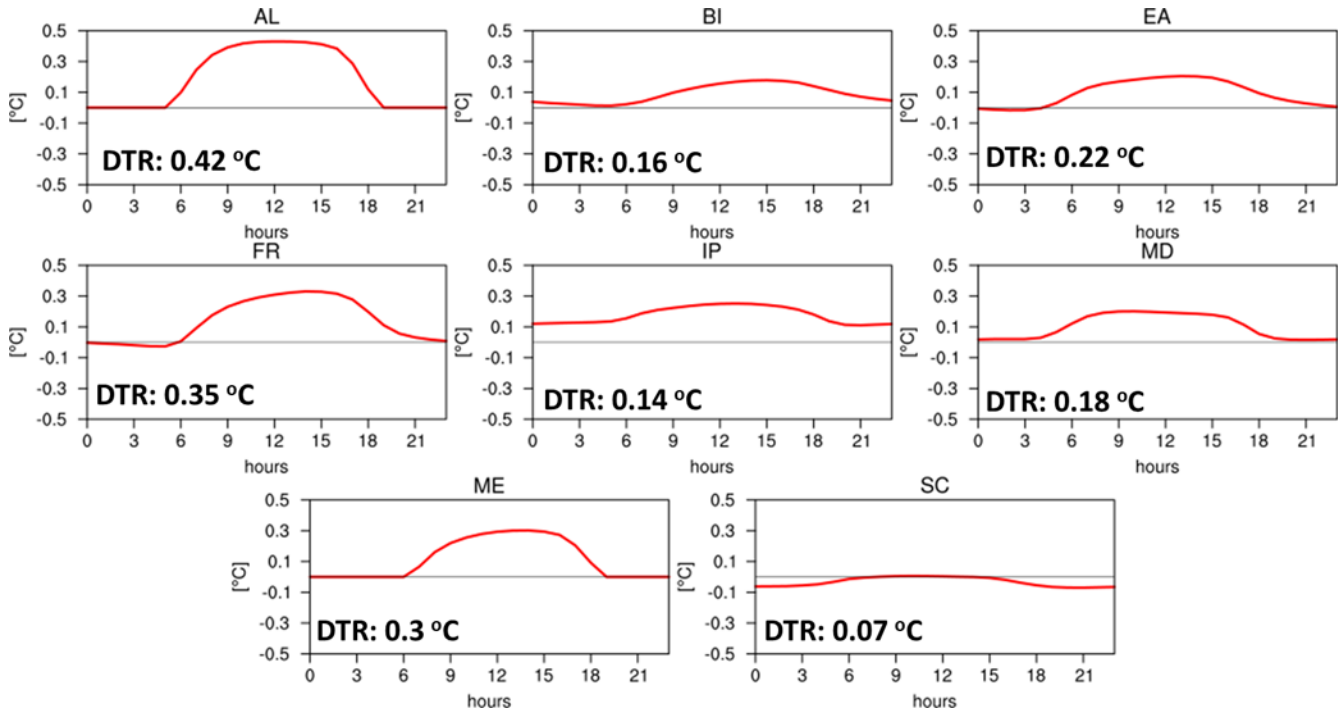 AL
0.5
0.3
0.1
-0.1
-0.3
-0.5
[°C]
DTR: 0.42 °C
0 3 6 9 12 15 18 21
hours
BI
0.5
0.3
0.1
-0.1
-0.3
-0.5
[°C]
DTR: 0.16 °C
0 3 6 9 12 15 18 21
hours
EA
0.5
0.3
0.1
-0.1
-0.3
-0.5
[°C]
DTR: 0.22 °C
0 3 6 9 12 15 18 21
hours
FR
0.5
0.3
0.1
-0.1
-0.3
-0.5
[°C]
DTR: 0.35 °C
0 3 6 9 12 15 18 21
hours
IP
0.5
0.3
0.1
-0.1
-0.3
-0.5
[°C]
DTR: 0.14 °C
0 3 6 9 12 15 18 21
hours
MD
0.5
0.3
0.1
-0.1
-0.3
-0.5
[°C]
DTR: 0.18 °C
0 3 6 9 12 15 18 21
hours
ME
0.5
0.3
0.1
-0.1
-0.3
-0.5
[°C]
DTR: 0.3 °C
0 3 6 9 12 15 18 21
hours
SC
0.5
0.3
0.1
-0.1
-0.3
-0.5
[°C]
DTR: 0.07 °C
0 3 6 9 12 15 18 21
hours